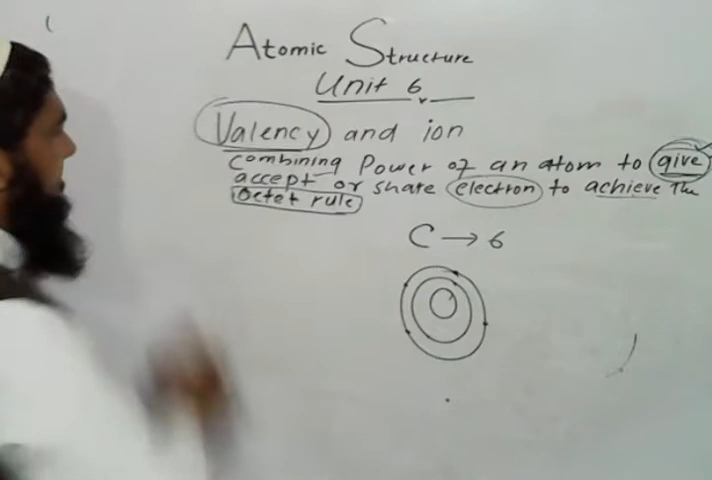 Atomic Structure
Unit 6
Valency and ion
Combining Power of an atom to give
accept or share electron to achieve The
Octet rule
C → 6